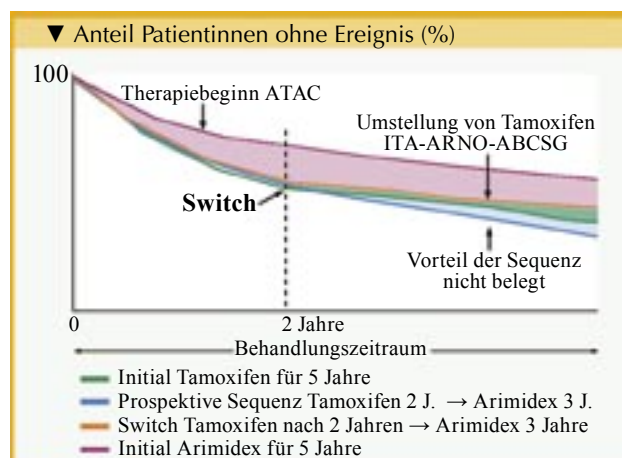 ▼ Anteil Patientinnen ohne Ereignis (%)
100
Therapiebeginn ATAC
Umstellung von Tamoxifen
ITA-ARNO-ABCSG
Switch
Vorteil der Sequenz
nicht belegt
0
2 Jahre
Behandlungszeitraum
Initial Tamoxifen für 5 Jahre
Prospektive Sequenz Tamoxifen 2 J. → Arimidex 3 J.
Switch Tamoxifen nach 2 Jahren → Arimidex 3 Jahre
Initial Arimidex für 5 Jahre